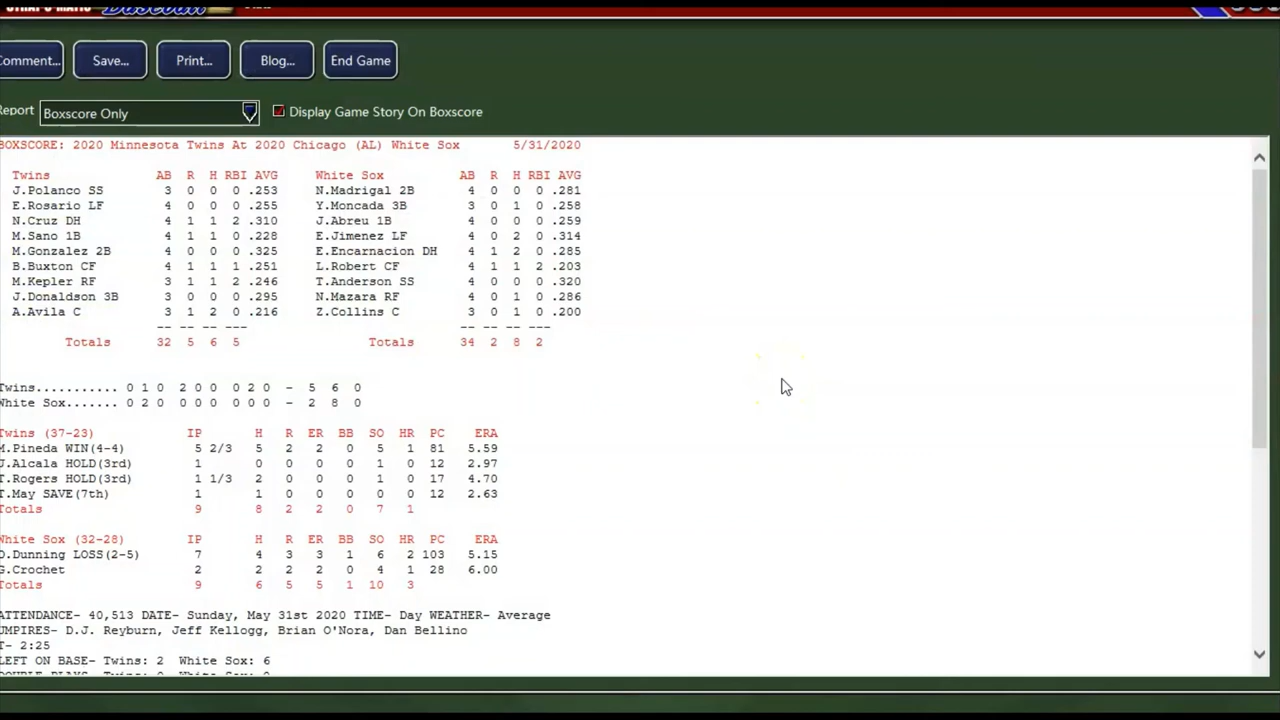 Baseball
Comment...
Save...
Print...
Blog...
End Game
Report
Boxscore Only
Display Game Story On Boxscore
BOXSCORE: 2020 Minnesota Twins At 2020 Chicago (AL) White Sox 5/31/2020
Twins AB R H RBI AVG White Sox AB R H RBI AVG
J.Polanco SS 3 0 0 0 .253 N.Madrigal 2B 4 0 0 0 .281
E.Rosario LF 4 0 0 0 .255 Y.Moncada 3B 3 0 1 0 .258
N.Cruz DH 4 1 1 2 .310 J.Abreu 1B 4 0 0 0 .259
M.Sano 1B 4 1 1 0 .228 E.Jimenez LF 4 0 2 0 .314
M.Gonzalez 2B 4 0 0 0 .325 E.Encarnacion DH 4 1 2 0 .285
B.Buxton CF 4 1 1 1 .251 L.Robert CF 4 1 1 2 .203
M.Kepler RF 3 1 1 2 .246 T.Anderson SS 4 0 0 0 .320
J.Donaldson 3B 3 0 0 0 .295 N.Mazara RF 4 0 1 0 .286
A.Avila C 3 1 2 0 .216 Z.Collins C 3 0 1 0 .200
-- -- -- --- -- -- -- ---
Totals 32 5 6 5 Totals 34 2 8 2
Twins........... 0 1 0 2 0 0 0 2 0 - 5 6 0
White Sox....... 0 2 0 0 0 0 0 0 0 - 2 8 0
Twins (37-23) IP H R ER BB SO HR PC ERA
M.Pineda WIN(4-4) 5 2/3 5 2 2 0 5 1 81 5.59
J.Alcala HOLD(3rd) 1 0 0 0 0 1 0 12 2.97
T.Rogers HOLD(3rd) 1 1/3 2 0 0 0 1 0 17 4.70
T.May SAVE(7th) 1 1 0 0 0 0 0 12 2.63
Totals 9 8 2 2 0 7 1
White Sox (32-28) IP H R ER BB SO HR PC ERA
D.Dunning LOSS(2-5) 7 4 3 3 1 6 2 103 5.15
G.Crochet 2 2 2 2 0 4 1 28 6.00
Totals 9 6 5 5 1 10 3
ATTENDANCE- 40,513 DATE- Sunday, May 31st 2020 TIME- Day WEATHER- Average
UMPIRES- D.J. Reyburn, Jeff Kellogg, Brian O'Nora, Dan Bellino
T- 2:25
LEFT ON BASE- Twins: 2 White Sox: 6